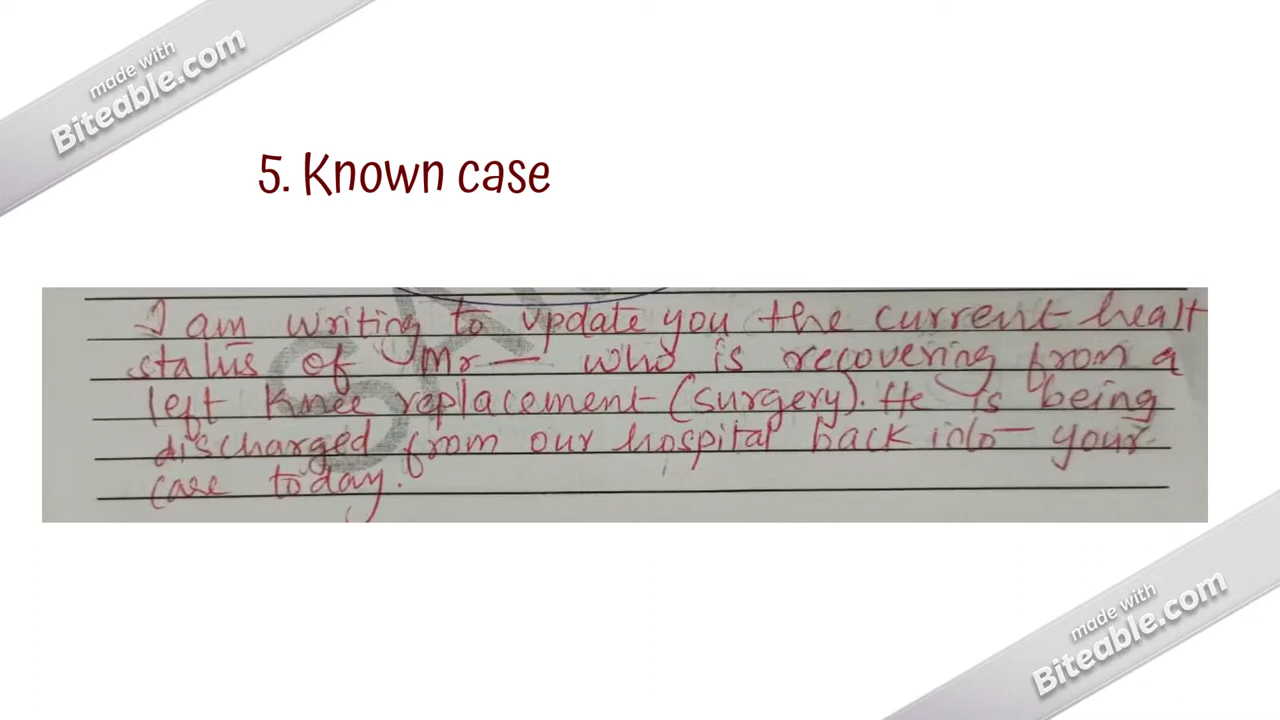 made with
Biteable.com
5. Known case
I am writing to update you the current healt
status of Mr — who is recovering from a
left knee replacement (surgery). He is being
discharged from our hospital back into your
care today.
made with
Biteable.com